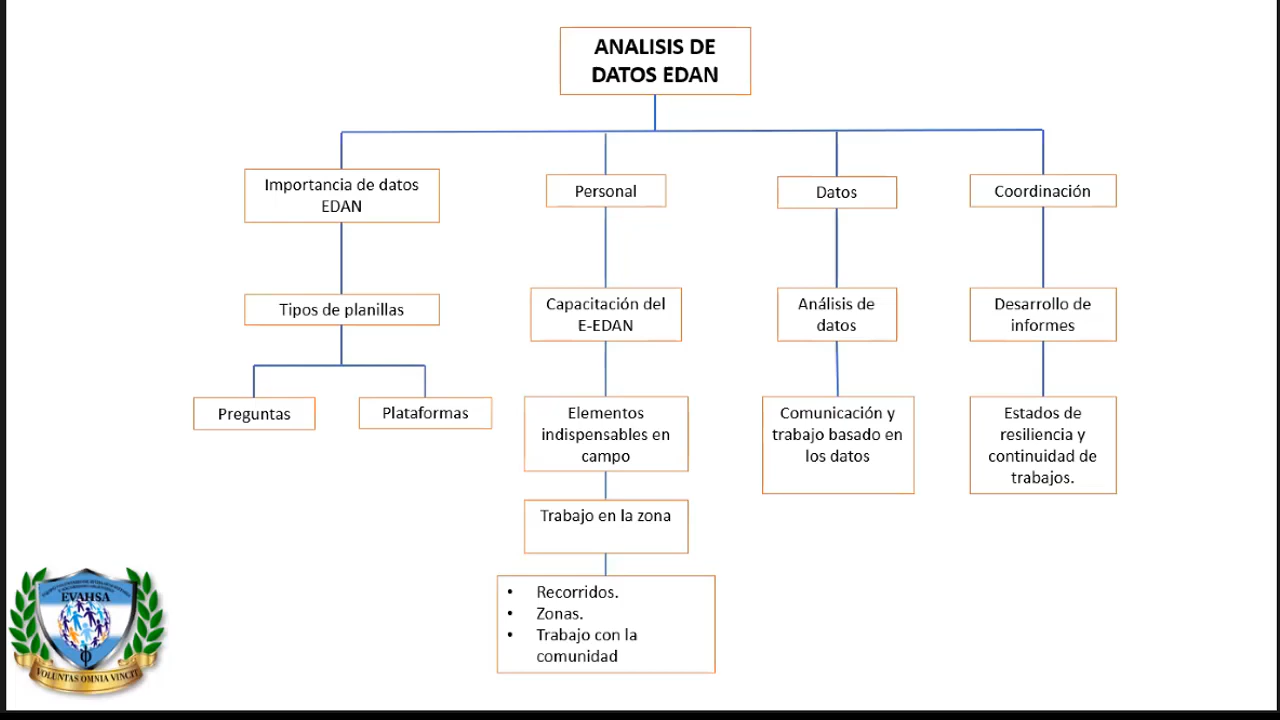 ANALISIS DE
DATOS EDAN
Importancia de datos
EDAN
Personal
Datos
Coordinación
Tipos de planillas
Capacitación del
E-EDAN
Análisis de
datos
Desarrollo de
informes
Preguntas
Plataformas
Elementos
indispensables en
campo
Comunicación y
trabajo basado en
los datos
Estados de
resiliencia y
continuidad de
trabajos.
Trabajo en la zona
• Recorridos.
• Zonas.
• Trabajo con la
comunidad
EVAHSA
VOLUNTAS OMNIA VINCIT